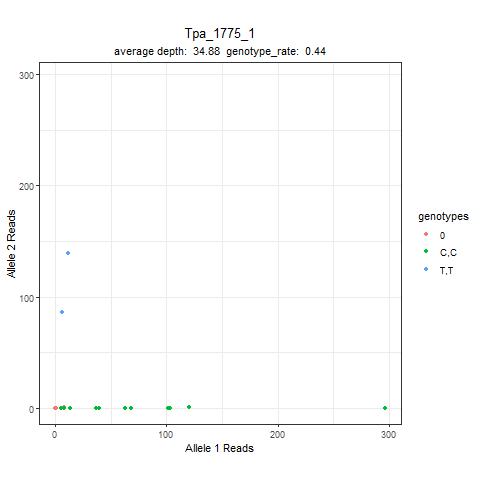 Tpa_1775_1
average depth: 34.88 genotype_rate: 0.44
300
200
100
0
Allele 2 Reads
0 100 200 300
Allele 1 Reads
genotypes
0
C,C
T,T